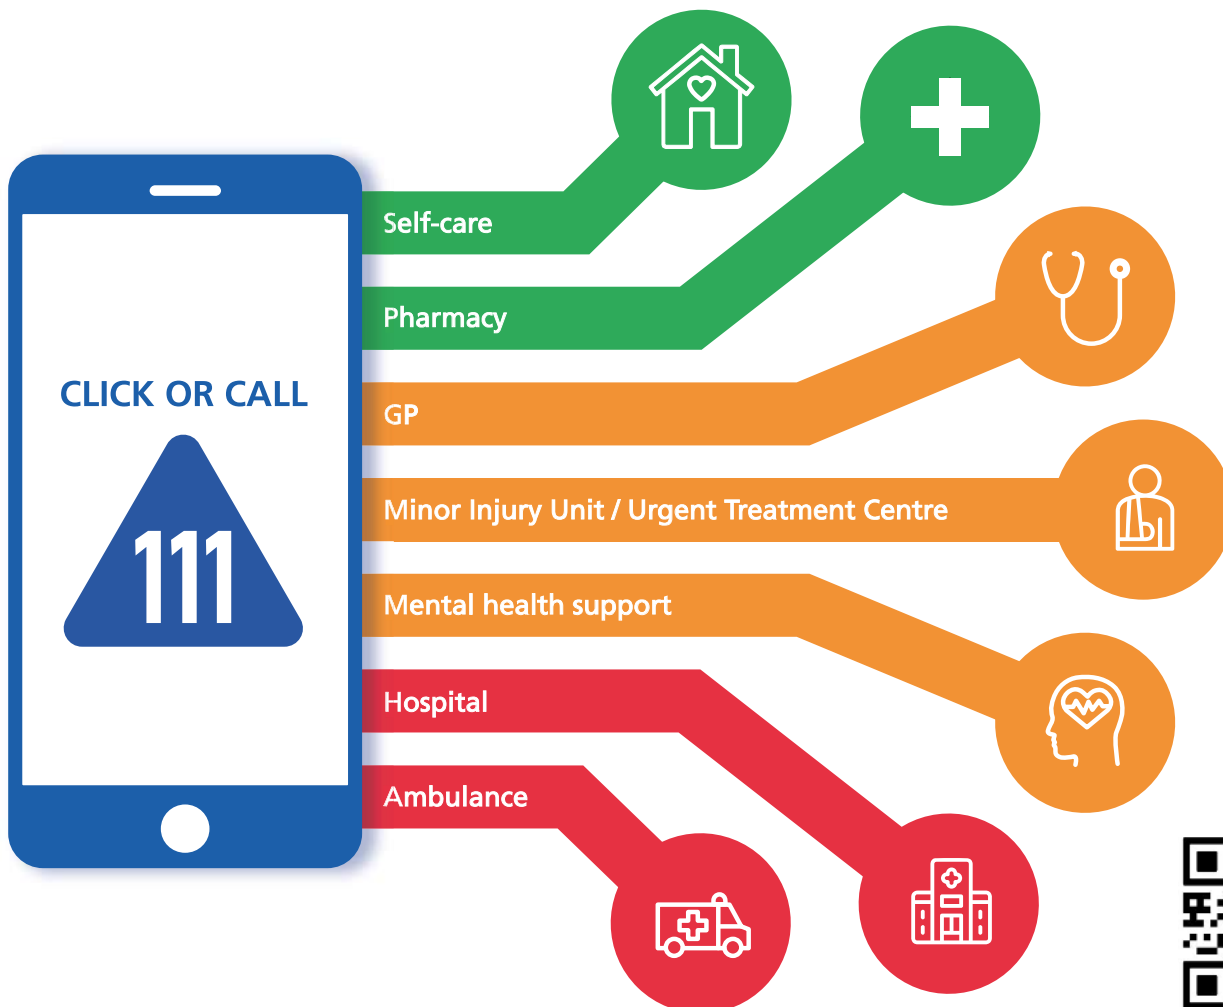 Self-care
Pharmacy
CLICK OR CALL
GP
Minor Injury Unit / Urgent Treatment Centre
111
Mental health support
Hospital
Ambulance